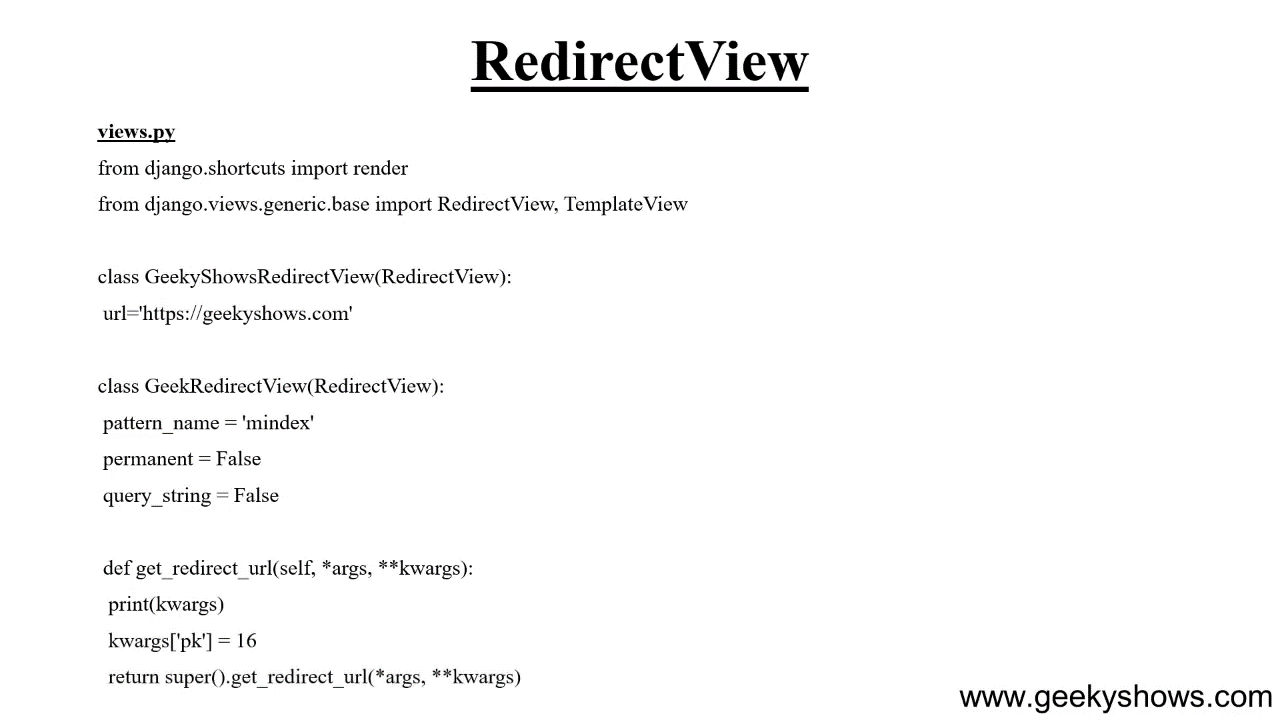 RedirectView
views.py
from django.shortcuts import render
from django.views.generic.base import RedirectView, TemplateView
class GeekyShowsRedirectView(RedirectView):
url='https://geekyshows.com'
class GeekRedirectView(RedirectView):
pattern_name = 'mindex'
permanent = False
query_string = False
def get_redirect_url(self, *args, **kwargs):
print(kwargs)
kwargs['pk'] = 16
return super().get_redirect_url(*args, **kwargs)
www.geekyshows.com